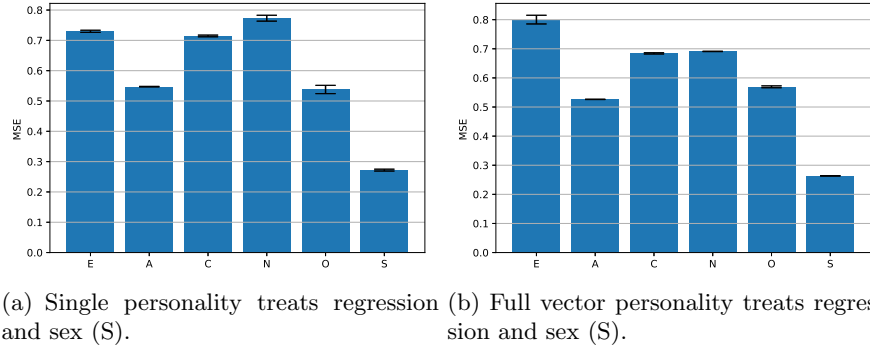 0.8
0.7
0.6
0.5
0.4
0.3
0.2
0.1
0.0
MSE
E A C N O S
0.8
0.7
0.6
0.5
0.4
0.3
0.2
0.1
0.0
MSE
E A C N O S
(a) Single personality treats regression
and sex (S).
(b) Full vector personality treats regres
sion and sex (S).